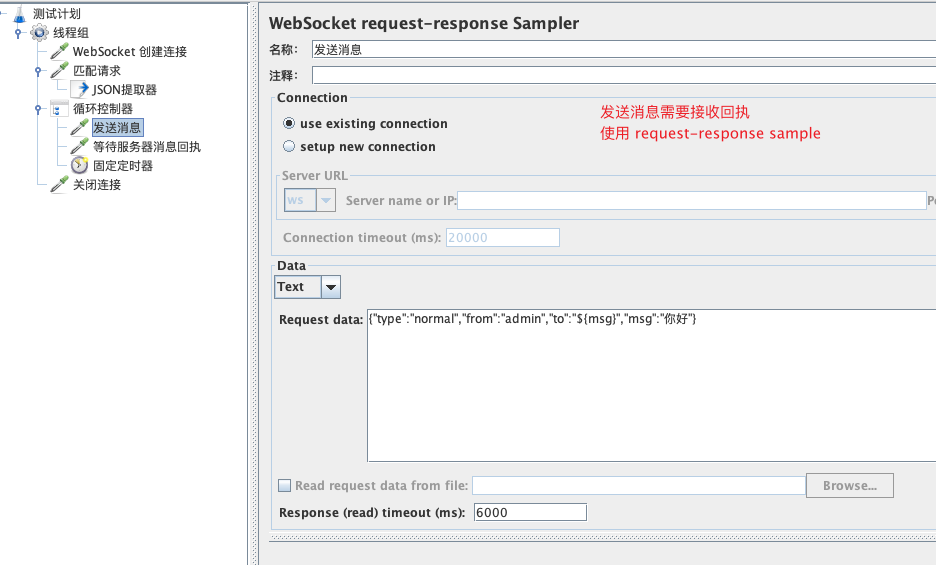 测试计划
线程组
WebSocket 创建连接
匹配请求
JSON提取器
循环控制器
发送消息
等待服务器消息回执
固定定时器
关闭连接
WebSocket request-response Sampler
名称： 发送消息
注释：
Connection
use existing connection
setup new connection
发送消息需要接收回执
使用 request-response sample
Server URL
ws Server name or IP:
Connection timeout (ms): 20000
Data
Text
Request data: {"type":"normal","from":"admin","to":"${msg}","msg":"你好"}
Read request data from file: Browse...
Response (read) timeout (ms): 6000